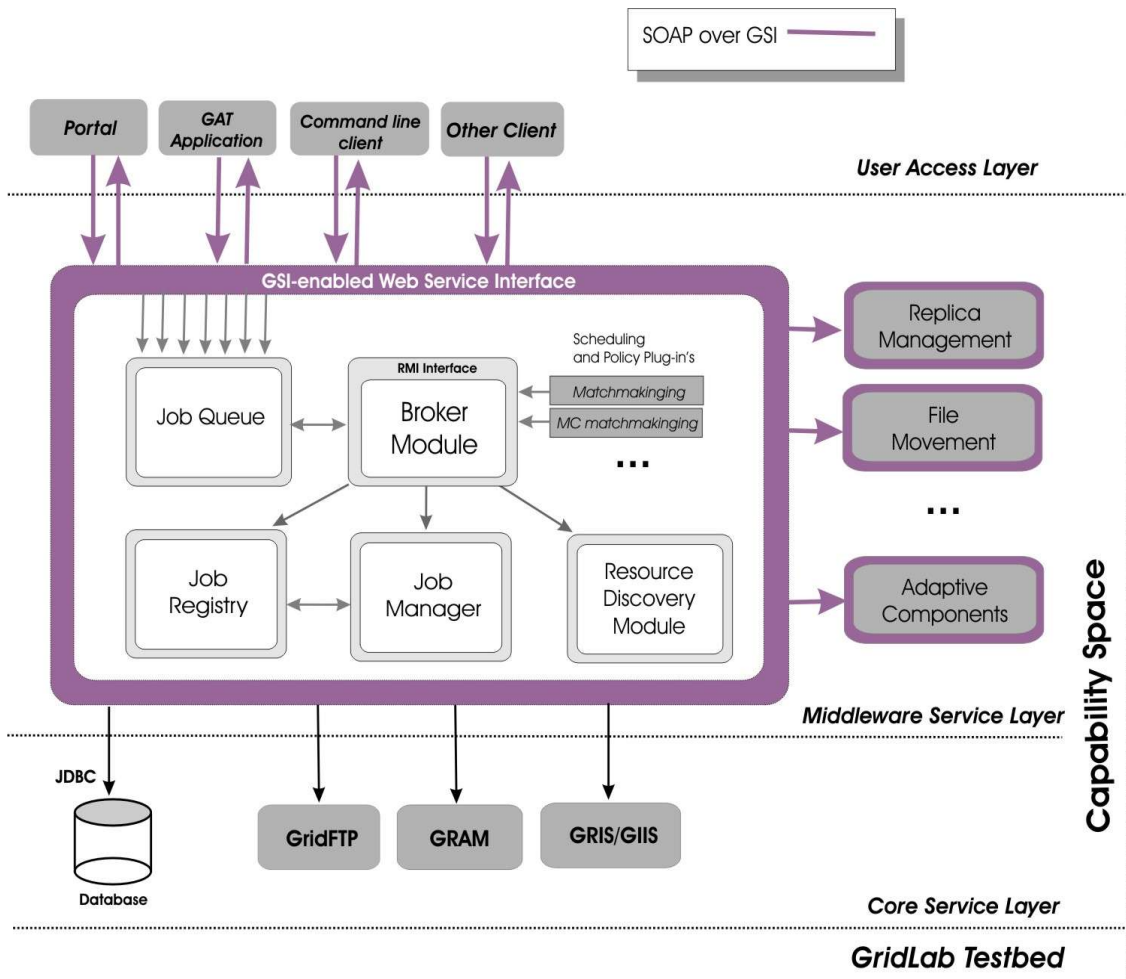 SOAP over GSI
Portal
GAT
Application
Command line
client
Other Client
User Access Layer
GSI-enabled Web Service Interface
Replica
Management
Scheduling
and Policy Plug-in's
RMI Interface
Matchmakinging
Job Queue
Broker
Module
MC matchmakinging
File
Movement
...
...
Job
Registry
Job
Manager
Resource
Discovery
Module
Adaptive
Components
Capability Space
Middleware Service Layer
JDBC
GridFTP
GRAM
GRIS/GIIS
Database
Core Service Layer
GridLab Testbed